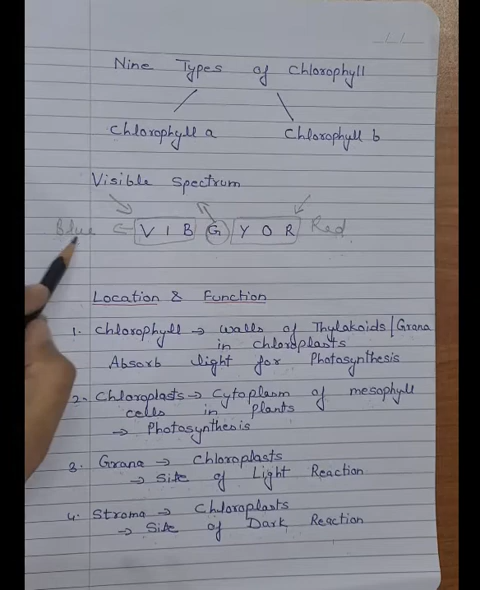 Nine Types of Chlorophyll
Chlorophyll a Chlorophyll b
Visible Spectrum
Blue V I B G Y O R Red
Location & Function
1. Chlorophyll → Walls of Thylakoids/Grana
in chloroplasts
Absorb light for Photosynthesis
2. Chloroplasts → Cytoplasm of mesophyll
cells in plants
→ Photosynthesis
3. Grana → Chloroplasts
→ Site of Light Reaction
4. Stroma → Chloroplasts
→ Site of Dark Reaction